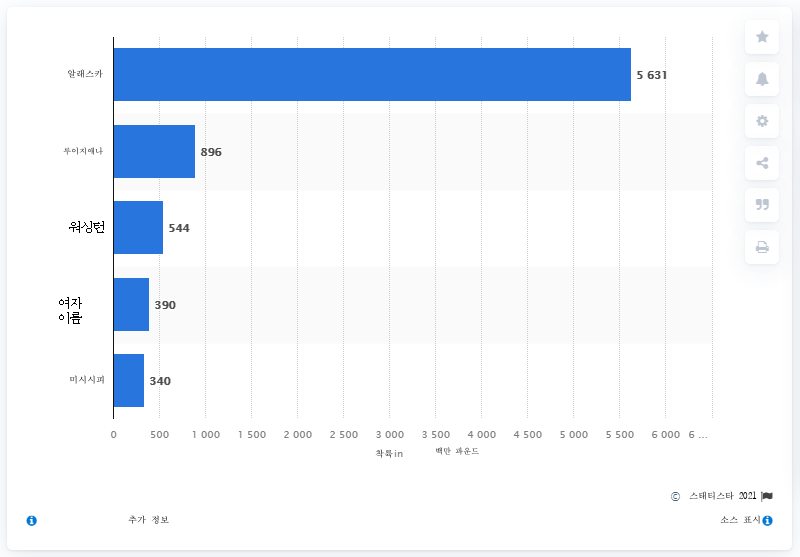 알래스카
5 631
루이지애나
896
워싱턴
544
여자
이름
390
미시시피
340
0 500 1 000 1 500 2 000 2 500 3 000 3 500 4 000 4 500 5 000 5 500 6 000 6 ...
착륙in 백만 파운드
© 스태티스타 2021
추가 정보 소스 표시